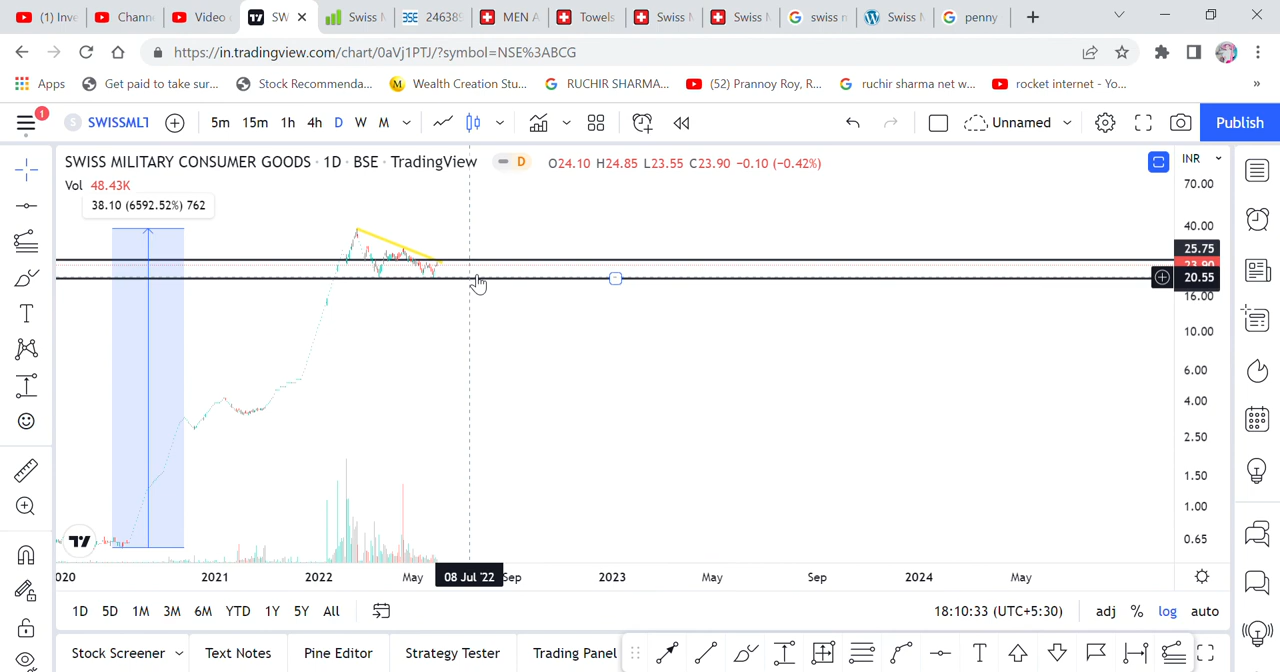 (1) Inve
Chann
Video
SW
Swiss M
24638
MEN A
Towels
Swiss M
Swiss M
swiss n
Swiss M
penny
https://in.tradingview.com/chart/0aVj1PTJ/?symbol=NSE%3ABCG
Apps
Get paid to take sur...
Stock Recommenda...
M Wealth Creation Stu...
RUCHIR SHARMA...
(52) Prannoy Roy, R...
ruchir sharma net w...
rocket internet - Yo...
»
1
S SWISSMLT
5m 15m 1h 4h D W M
Unnamed
Publish
SWISS MILITARY CONSUMER GOODS · 1D · BSE · TradingView
D
O24.10 H24.85 L23.55 C23.90 −0.10 (−0.42%)
INR
Vol 48.43K
38.10 (6592.52%) 762
70.00
40.00
25.75
23.90
20.55
16.00
10.00
6.00
4.00
2.50
1.50
1.00
0.65
020 2021 2022 May 08 Jul '22 Sep 2023 May Sep 2024 May
1D 5D 1M 3M 6M YTD 1Y 5Y All
18:10:33 (UTC+5:30)
adj % log auto
Stock Screener
Text Notes
Pine Editor
Strategy Tester
Trading Panel